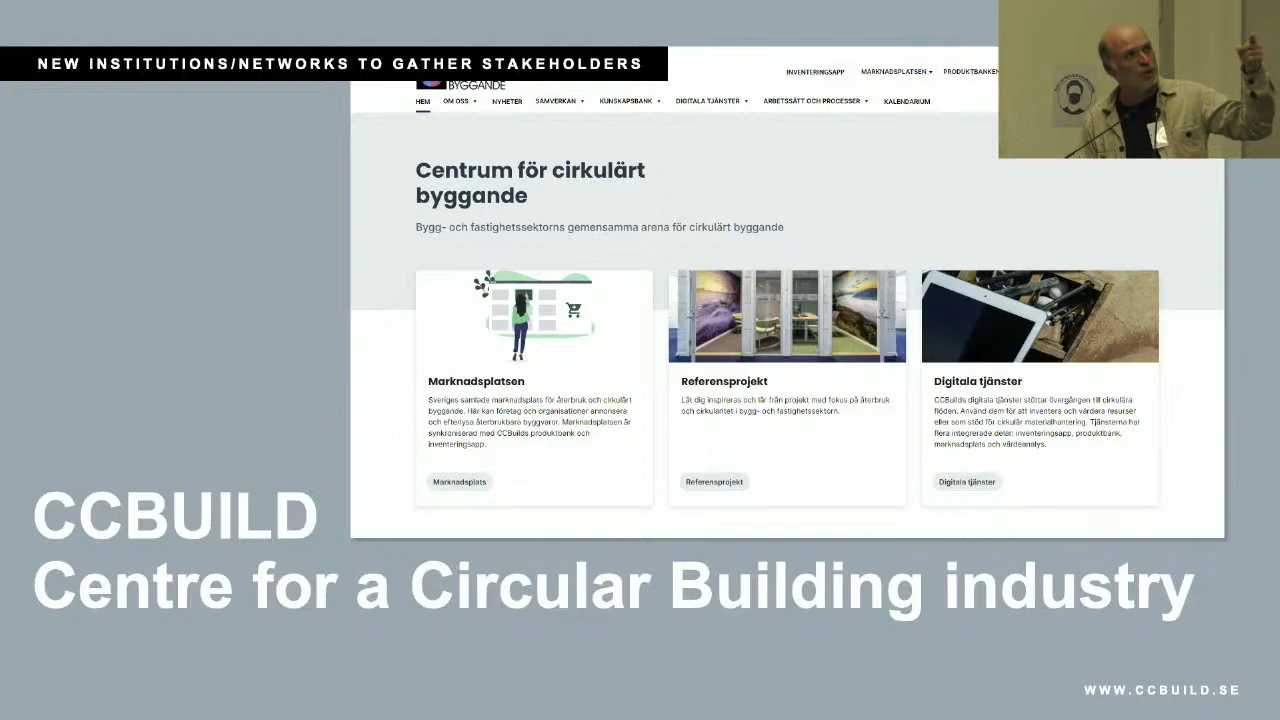 NEW INSTITUTIONS/NETWORKS TO GATHER STAKEHOLDERS
BYGGANDE
INVENTERINGSAPP MARKNADSPLATSEN PRODUKTBANKEN
HEM OM OSS NYHETER SAMVERKAN KUNSKAPSBANK DIGITALA TJÄNSTER ARBETSSÄTT OCH PROCESSER KALENDARIUM
Centrum för cirkulärt
byggande
Bygg- och fastighetssektorns gemensamma arena för cirkulärt byggande
Marknadsplatsen
Sveriges samlade marknadsplats för återbruk och cirkulärt
byggande. Här kan företag och organisationer annonsera
och efterlysa återbrukbara byggvaror. Marknadsplatsen är
synkroniserad med CCBuilds produktbank och
inventeringsapp.
Marknadsplats
Referensprojekt
Låt dig inspireras och lär från projekt med fokus på återbruk
och cirkularitet i bygg- och fastighetssektorn.
Referensprojekt
Digitala tjänster
CCBuilds digitala tjänster stöttar övergången till cirkulära
flöden. Använd dem för att inventera och värdera resurser
eller som stöd för cirkulär materialhantering. Tjänsterna har
flera integrerade delar: inventeringsapp, produktbank,
marknadsplats och värdeanalys.
Digitala tjänster
CCBUILD
Centre for a Circular Building industry
WWW.CCBUILD.SE